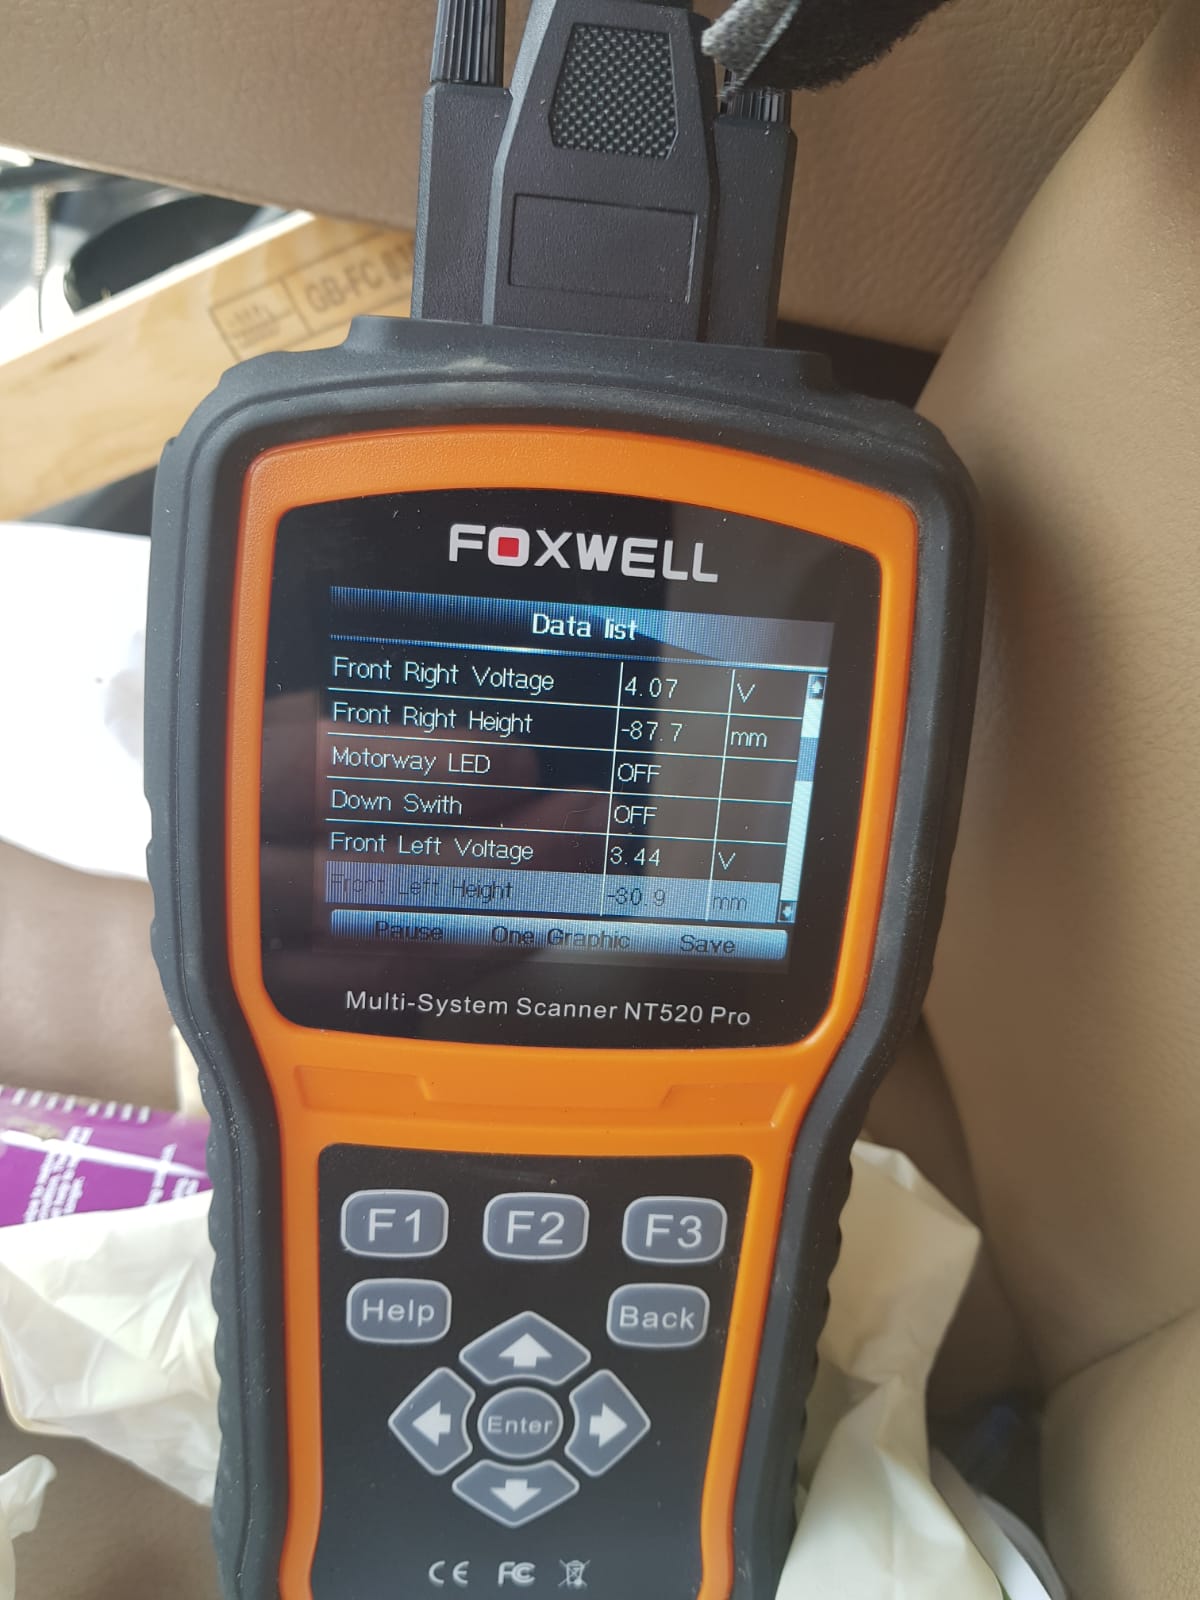 GB-FC 01
FOXWELL
Data list
Front Right Voltage 4.07 V
Front Right Height -87.7 mm
Motorway LED OFF
Down Swith OFF
Front Left Voltage 3.44 V
Front Left Height -30.9 mm
Pause One Graphic Save
Multi-System Scanner NT520 Pro
F1 F2 F3
Help Back
Enter
CE FC